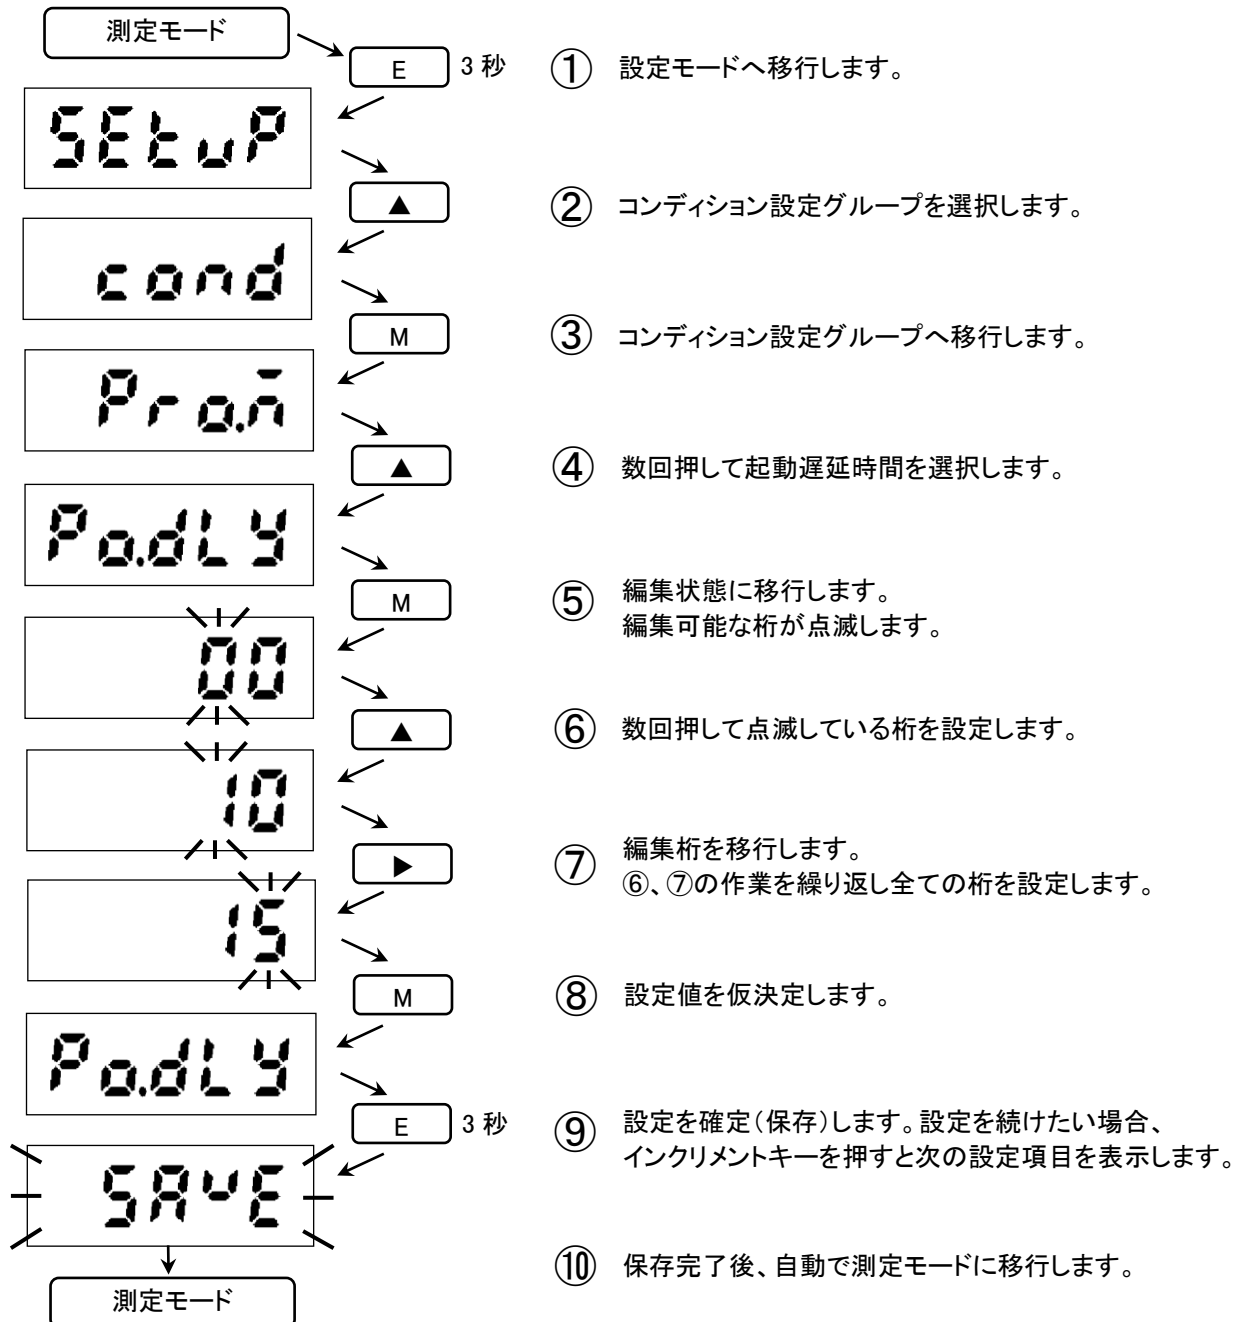 測定モード
E 3 秒 ① 設定モードへ移行します。
SEtuP
▲ ② コンディション設定グループを選択します。
cond
M ③ コンディション設定グループへ移行します。
Pro.m
▲ ④ 数回押して起動遅延時間を選択します。
Po.dLY
M ⑤ 編集状態に移行します。
編集可能な桁が点滅します。
00
▲ ⑥ 数回押して点滅している桁を設定します。
10
▶ ⑦ 編集桁を移行します。
⑥、⑦の作業を繰り返し全ての桁を設定します。
15
M ⑧ 設定値を仮決定します。
Po.dLY
E 3 秒 ⑨ 設定を確定(保存)します。設定を続けたい場合、
インクリメントキーを押すと次の設定項目を表示します。
SAvE
⑩ 保存完了後、自動で測定モードに移行します。
測定モード